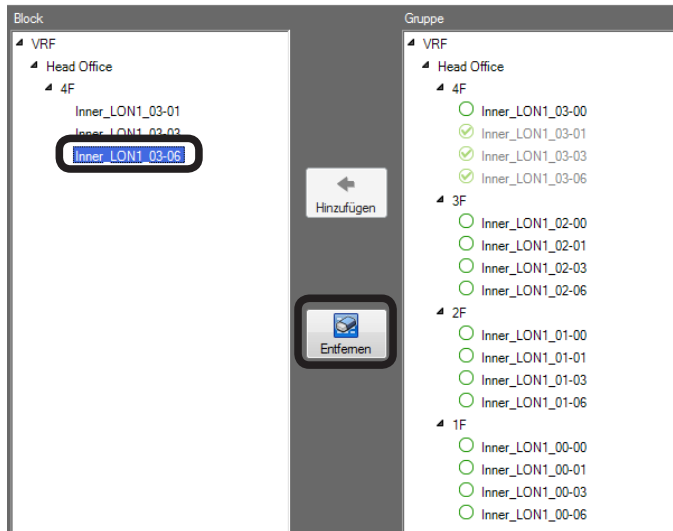 Block
VRF
Head Office
4F
Inner_LON1_03-01
Inner_LON1_03-03
Inner_LON1_03-06
Hinzufügen
Entfernen
Gruppe
VRF
Head Office
4F
Inner_LON1_03-00
Inner_LON1_03-01
Inner_LON1_03-03
Inner_LON1_03-06
3F
Inner_LON1_02-00
Inner_LON1_02-01
Inner_LON1_02-03
Inner_LON1_02-06
2F
Inner_LON1_01-00
Inner_LON1_01-01
Inner_LON1_01-03
Inner_LON1_01-06
1F
Inner_LON1_00-00
Inner_LON1_00-01
Inner_LON1_00-03
Inner_LON1_00-06